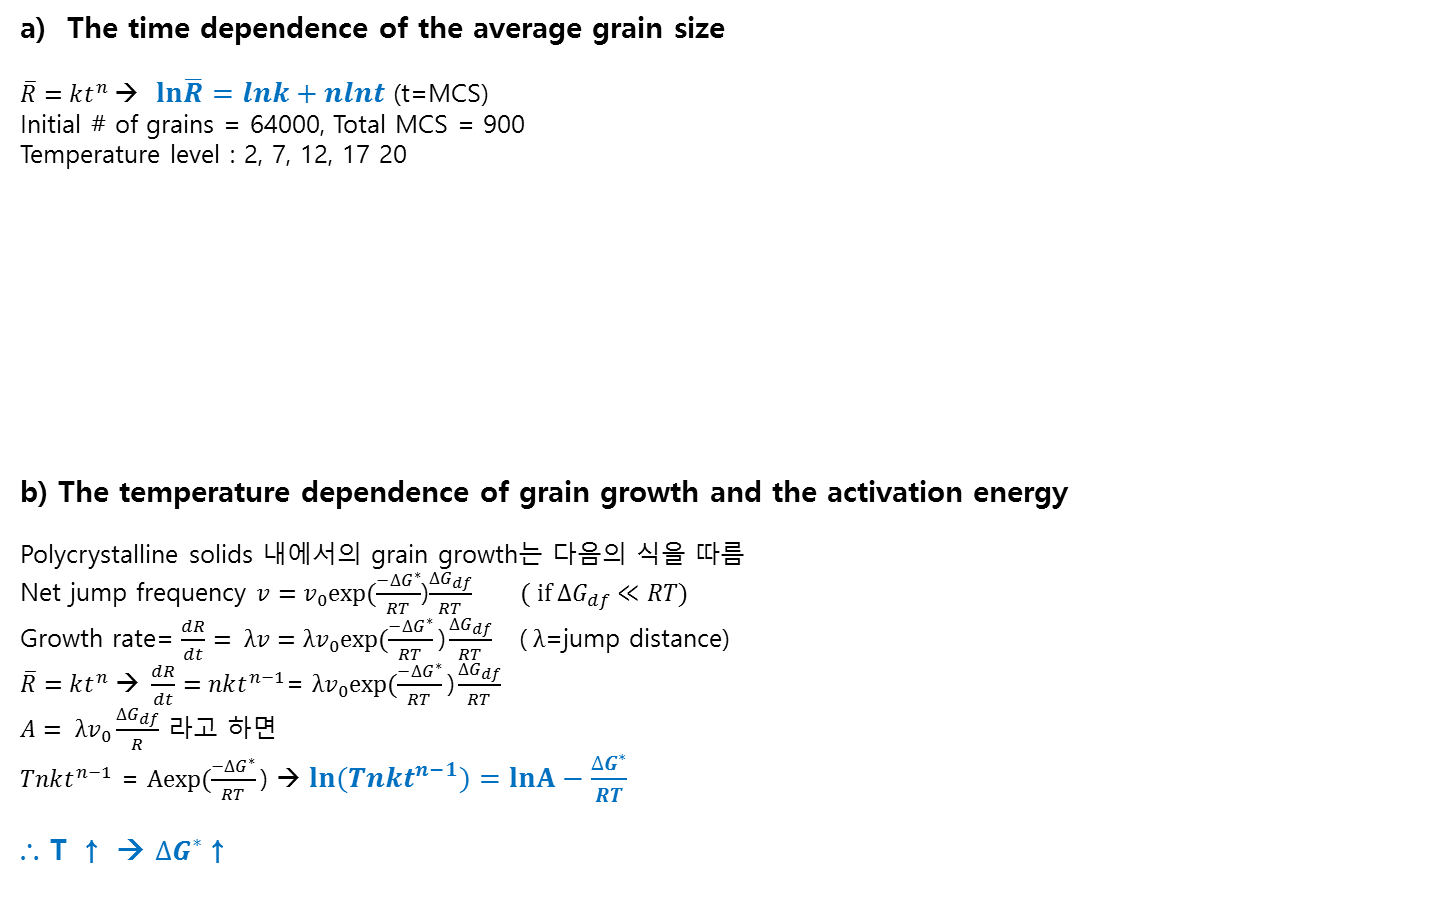 a) The time dependence of the average grain size
R̄ = ktⁿ → lnR̄ = lnk + nlnt (t=MCS)
Initial # of grains = 64000, Total MCS = 900
Temperature level : 2, 7, 12, 17 20
b) The temperature dependence of grain growth and the activation energy
Polycrystalline solids 내에서의 grain growth는 다음의 식을 따름
Net jump frequency v = v₀exp(−ΔG*/RT) ΔG_df/RT ( if ΔG_df ≪ RT)
Growth rate= dR/dt = λv = λv₀exp(−ΔG*/RT) ΔG_df/RT (λ=jump distance)
R̄ = ktⁿ → dR/dt = nktⁿ⁻¹= λv₀exp(−ΔG*/RT) ΔG_df/RT
A = λv₀ ΔG_df/R 라고 하면
Tnktⁿ⁻¹ = Aexp(−ΔG*/RT) → ln(Tnktⁿ⁻¹) = lnA − ΔG*/RT
∴ T ↑ → ΔG* ↑